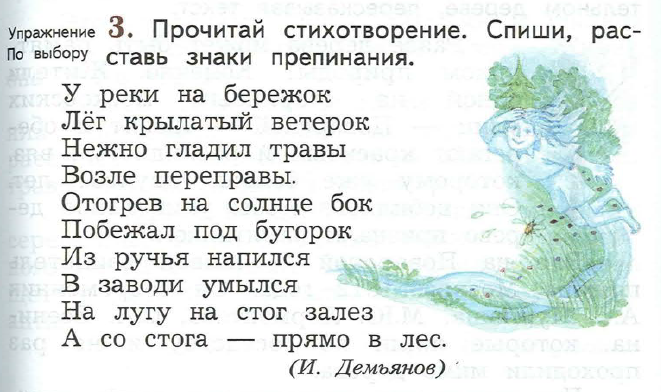 Упражнение 3. Прочитай стихотворение. Спиши, рас-
По выбору ставь знаки препинания.
У реки на бережок
Лёг крылатый ветерок
Нежно гладил травы
Возле переправы.
Отогрев на солнце бок
Побежал под бугорок
Из ручья напился
В заводи умылся
На лугу на стог залез
А со стога — прямо в лес.
(И. Демьянов)